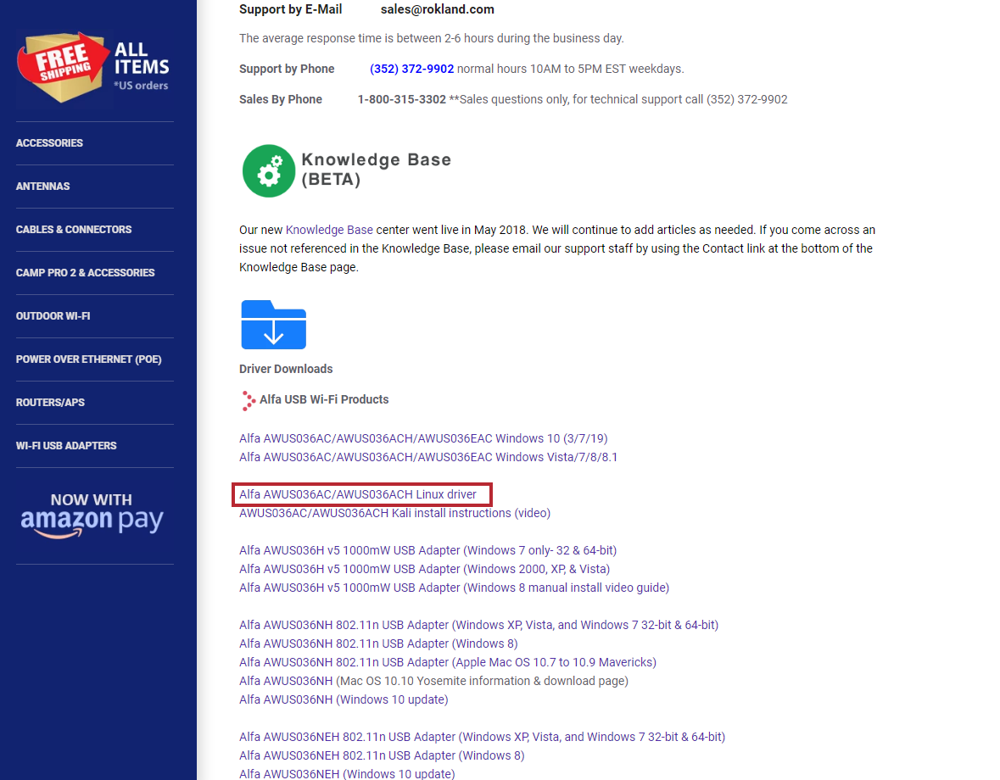 FREE
SHIPPING
ALL
ITEMS
*US orders
ACCESSORIES
ANTENNAS
CABLES & CONNECTORS
CAMP PRO 2 & ACCESSORIES
OUTDOOR WI-FI
POWER OVER ETHERNET (POE)
ROUTERS/APS
WI-FI USB ADAPTERS
NOW WITH
amazon pay
Support by E-Mail sales@rokland.com
The average response time is between 2-6 hours during the business day.
Support by Phone (352) 372-9902 normal hours 10AM to 5PM EST weekdays.
Sales By Phone 1-800-315-3302 **Sales questions only, for technical support call (352) 372-9902
Knowledge Base
(BETA)
Our new Knowledge Base center went live in May 2018. We will continue to add articles as needed. If you come across an
issue not referenced in the Knowledge Base, please email our support staff by using the Contact link at the bottom of the
Knowledge Base page.
Driver Downloads
Alfa USB Wi-Fi Products
Alfa AWUS036AC/AWUS036ACH/AWUS036EAC Windows 10 (3/7/19)
Alfa AWUS036AC/AWUS036ACH/AWUS036EAC Windows Vista/7/8/8.1
Alfa AWUS036AC/AWUS036ACH Linux driver
AWUS036AC/AWUS036ACH Kali install instructions (video)
Alfa AWUS036H v5 1000mW USB Adapter (Windows 7 only- 32 & 64-bit)
Alfa AWUS036H v5 1000mW USB Adapter (Windows 2000, XP, & Vista)
Alfa AWUS036H v5 1000mW USB Adapter (Windows 8 manual install video guide)
Alfa AWUS036NH 802.11n USB Adapter (Windows XP, Vista, and Windows 7 32-bit & 64-bit)
Alfa AWUS036NH 802.11n USB Adapter (Windows 8)
Alfa AWUS036NH 802.11n USB Adapter (Apple Mac OS 10.7 to 10.9 Mavericks)
Alfa AWUS036NH (Mac OS 10.10 Yosemite information & download page)
Alfa AWUS036NH (Windows 10 update)
Alfa AWUS036NEH 802.11n USB Adapter (Windows XP, Vista, and Windows 7 32-bit & 64-bit)
Alfa AWUS036NEH 802.11n USB Adapter (Windows 8)
Alfa AWUS036NEH (Windows 10 update)